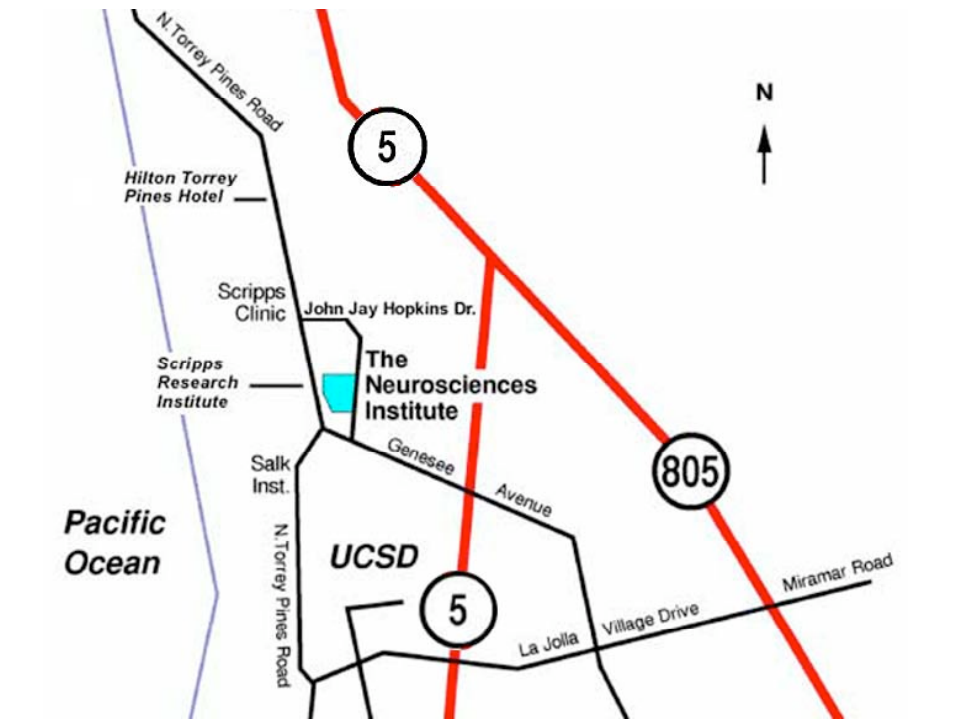 N.Torrey Pines Road
5
N
Hilton Torrey
Pines Hotel
Scripps
Clinic
John Jay Hopkins Dr.
The
Neurosciences
Institute
Scripps
Research
Institute
Genesee
Avenue
Salk
Inst.
805
Pacific
Ocean
N.Torrey Pines Road
UCSD
5
La Jolla
Village Drive
Miramar Road